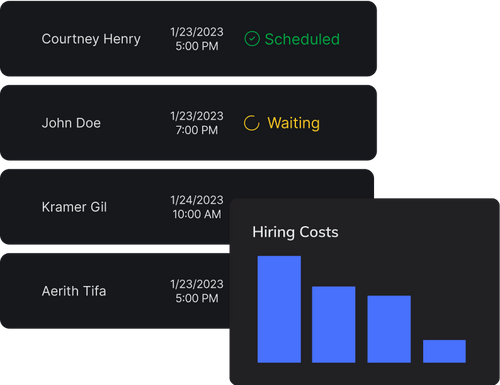 Courtney Henry
1/23/2023
5:00 PM
Scheduled
John Doe
1/23/2023
7:00 PM
Waiting
Kramer Gil
1/24/2023
10:00 AM
Aerith Tifa
1/23/2023
5:00 PM
Hiring Costs